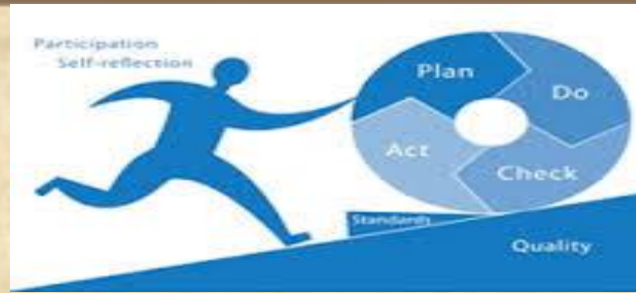 Participation
Self-reflection
Plan
Do
Act
Check
Standards
Quality